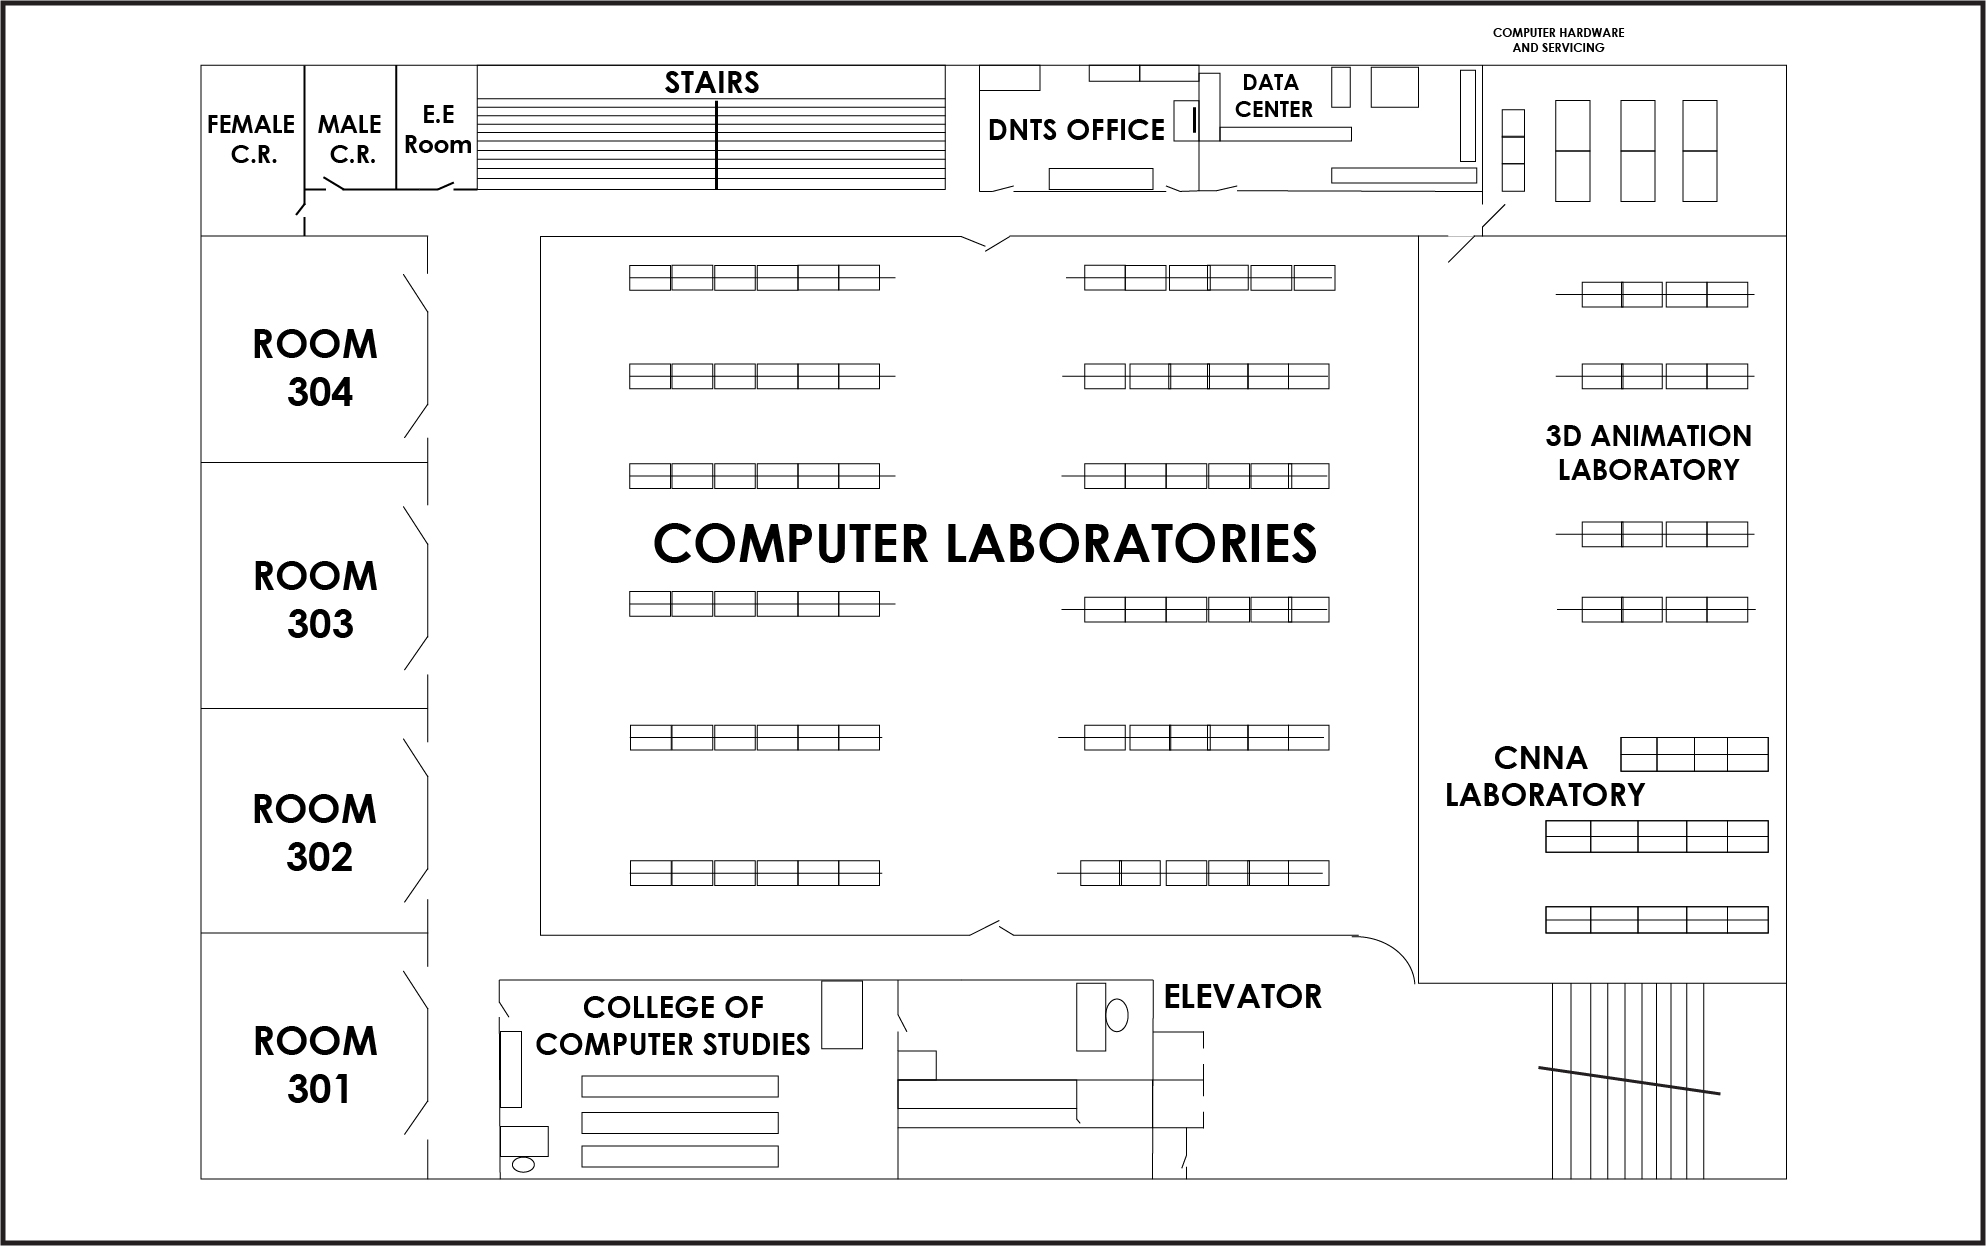 COMPUTER HARDWARE
AND SERVICING
STAIRS
FEMALE
C.R.
MALE
C.R.
E.E
Room
DNTS OFFICE
DATA
CENTER
ROOM
304
3D ANIMATION
LABORATORY
COMPUTER LABORATORIES
ROOM
303
CNNA
LABORATORY
ROOM
302
ELEVATOR
COLLEGE OF
COMPUTER STUDIES
ROOM
301